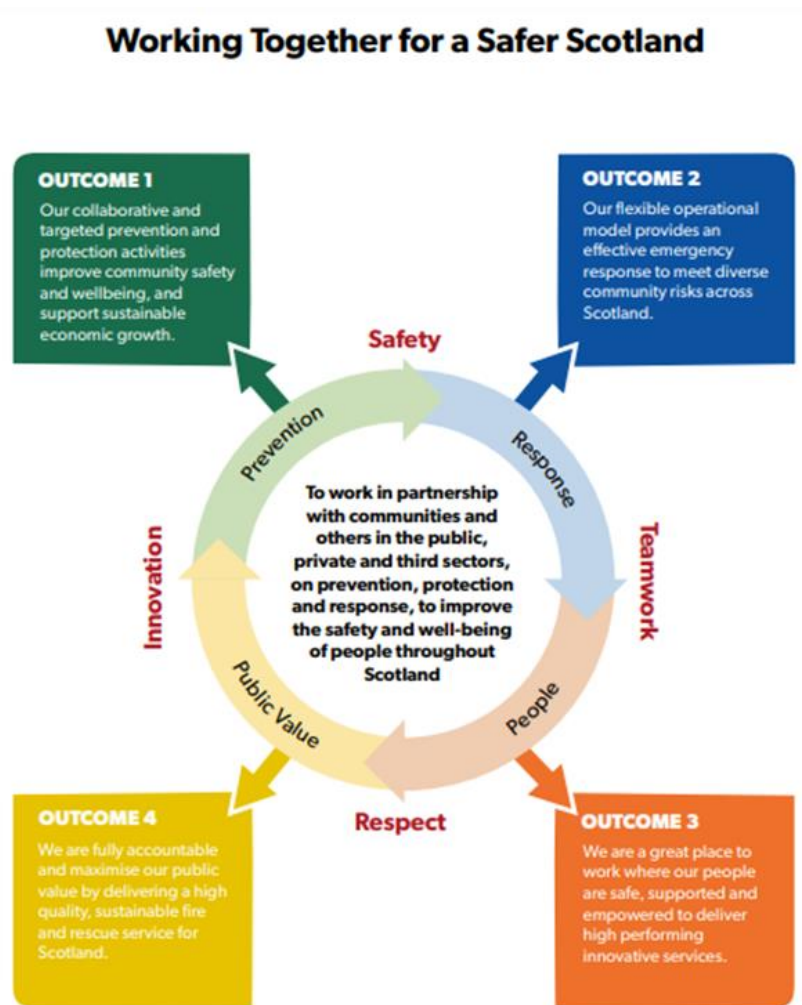 Working Together for a Safer Scotland
OUTCOME 1
Our collaborative and
targeted prevention and
protection activities
improve community safety
and wellbeing, and
support sustainable
economic growth.
OUTCOME 2
Our flexible operational
model provides an
effective emergency
response to meet diverse
community risks across
Scotland.
Safety
Prevention
Response
Innovation
To work in partnership
with communities and
others in the public,
private and third sectors,
on prevention, protection
and response, to improve
the safety and well-being
of people throughout
Scotland
Teamwork
Public Value
People
Respect
OUTCOME 4
We are fully accountable
and maximise our public
value by delivering a high
quality, sustainable fire
and rescue service for
Scotland.
OUTCOME 3
We are a great place to
work where our people
are safe, supported and
empowered to deliver
high performing
innovative services.